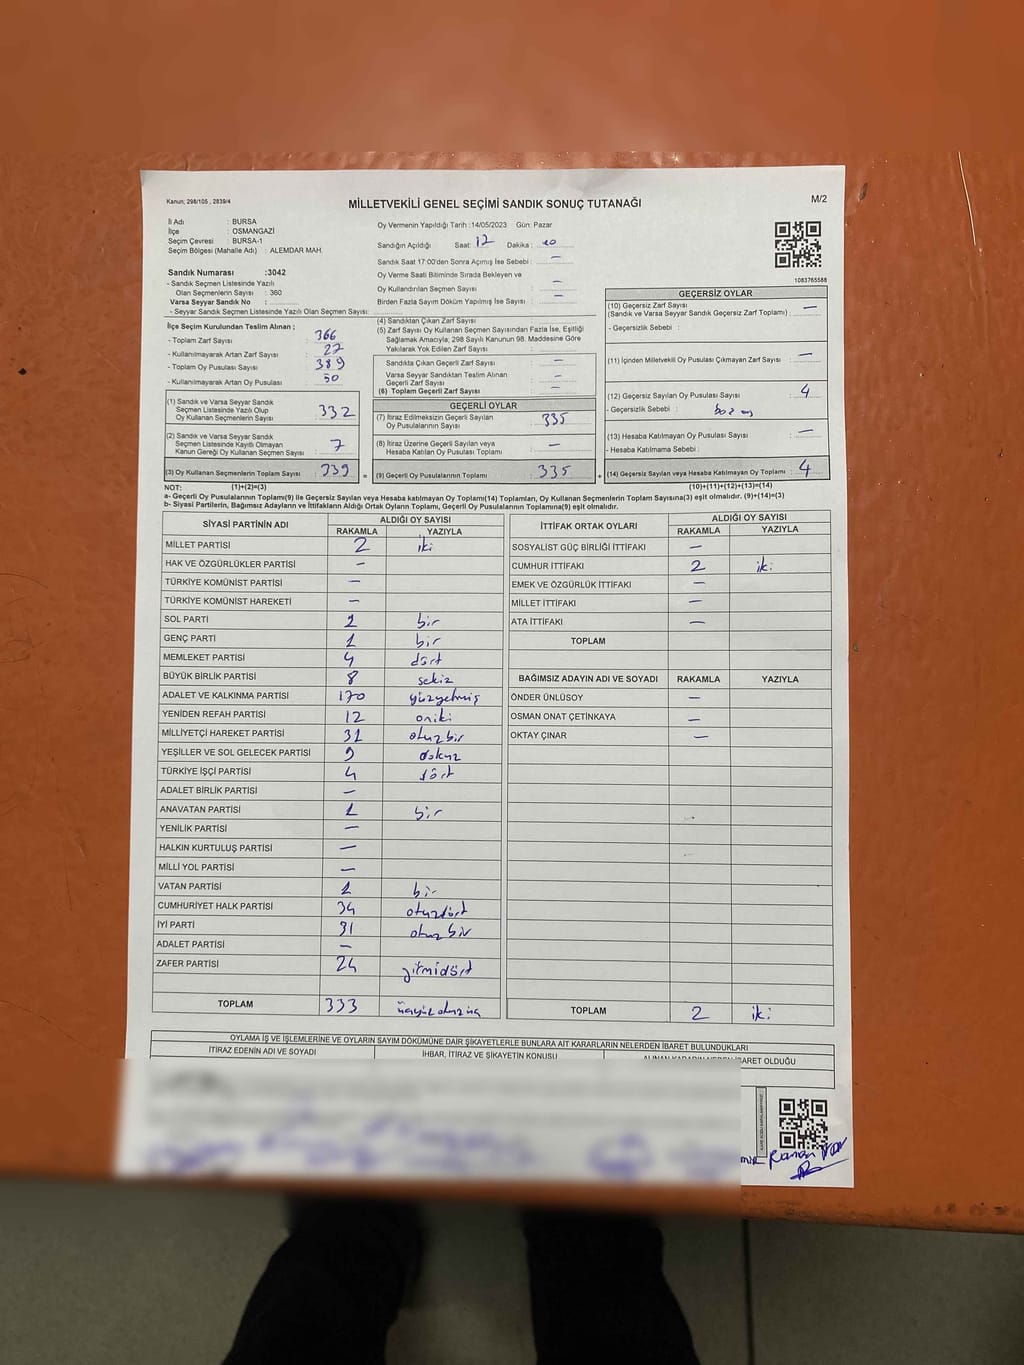 Kanun; 298/105 , 2839/4
M/2
MİLLETVEKİLİ GENEL SEÇİMİ SANDIK SONUÇ TUTANAĞI
İl Adı : BURSA
İlçe : OSMANGAZİ
Seçim Çevresi : BURSA-1
Seçim Bölgesi (Mahalle Adı) : ALEMDAR MAH.
Sandık Numarası :3042
- Sandık Seçmen Listesinde Yazılı
Olan Seçmenlerin Sayısı : 360
Varsa Seyyar Sandık No :
- Seyyar Sandık Seçmen Listesinde Yazılı Olan Seçmen Sayısı:
Oy Vermenin Yapıldığı Tarih :14/05/2023 Gün: Pazar
Sandığın Açıldığı Saat: 17 Dakika :
Sandık Saat 17:00'den Sonra Açımış İse Sebebi : —
Oy Verme Saati Bitiminde Sırada Bekleyen ve
Oy Kullandırılan Seçmen Sayısı : —
Birden Fazla Sayım Döküm Yapılmış İse Sayısı : —
1083765588
İlçe Seçim Kurulundan Teslim Alınan ;
- Toplam Zarf Sayısı : 366
- Kullanılmayarak Artan Zarf Sayısı : 27
- Toplam Oy Pusulası Sayısı : 389
- Kullanılmayarak Artan Oy Pusulası : 50
(1) Sandık ve Varsa Seyyar Sandık
Seçmen Listesinde Yazılı Olup
Oy Kullanan Seçmenlerin Sayısı : 332
(2) Sandık ve Varsa Seyyar Sandık
Seçmen Listesinde Kayıtlı Olmayan
Kanun Gereği Oy Kullanan Seçmen Sayısı : 7
(3) Oy Kullanan Seçmenlerin Toplam Sayısı 339 =
(4) Sandıktan Çıkan Zarf Sayısı
(5) Zarf Sayısı Oy Kullanan Seçmen Sayısından Fazla İse, Eşitliği
Sağlamak Amacıyla; 298 Sayılı Kanunun 98. Maddesine Göre
Yakılarak Yok Edilen Zarf Sayısı
Sandıkta Çıkan Geçerli Zarf Sayısı : —
Varsa Seyyar Sandıktan Teslim Alınan
Geçerli Zarf Sayısı : —
(6) Toplam Geçerli Zarf Sayısı : —
GEÇERLİ OYLAR
(7) İtiraz Edilmeksizin Geçerli Sayılan
Oy Pusulalarının Sayısı : 335
(8) İtiraz Üzerine Geçerli Sayılan veya
Hesaba Katılan Oy Pusulası Toplamı : —
(9) Geçerli Oy Pusulalarının Toplamı : 335 +
GEÇERSİZ OYLAR
(10) Geçersiz Zarf Sayısı
(Sandık ve Varsa Seyyar Sandık Geçersiz Zarf Toplamı) : —
- Geçersizlik Sebebi :
(11) İçinden Milletvekili Oy Pusulası Çıkmayan Zarf Sayısı : —
(12) Geçersiz Sayılan Oy Pusulası Sayısı : 4
- Geçersizlik Sebebi : boş oy
(13) Hesaba Katılmayan Oy Pusulası Sayısı : —
- Hesaba Katılmama Sebebi :
(14) Geçersiz Sayılan veya Hesaba Katılmayan Oy Toplamı : 4
NOT: (1)+(2)=(3) (10)+(11)+(12)+(13)=(14)
a- Geçerli Oy Pusulalarının Toplamı(9) ile Geçersiz Sayılan veya Hesaba katılmayan Oy Toplamı(14) Toplamları, Oy Kullanan Seçmenlerin Toplam Sayısına(3) eşit olmalıdır. (9)+(14)=(3)
b- Siyasi Partilerin, Bağımsız Adayların ve İttifakların Aldığı Ortak Oyların Toplamı, Geçerli Oy Pusulalarının Toplamına(9) eşit olmalıdır.
SİYASİ PARTİNİN ADI ALDIĞI OY SAYISI
RAKAMLA YAZIYLA
MİLLET PARTİSİ 2 iki
HAK VE ÖZGÜRLÜKLER PARTİSİ —
TÜRKİYE KOMÜNİST PARTİSİ —
TÜRKİYE KOMÜNİST HAREKETİ —
SOL PARTİ 1 bir
GENÇ PARTİ 1 bir
MEMLEKET PARTİSİ 4 dört
BÜYÜK BİRLİK PARTİSİ 8 sekiz
ADALET VE KALKINMA PARTİSİ 170 yüzyetmiş
YENİDEN REFAH PARTİSİ 12 oniki
MİLLİYETÇİ HAREKET PARTİSİ 31 otuzbir
YEŞİLLER VE SOL GELECEK PARTİSİ 9 dokuz
TÜRKİYE İŞÇİ PARTİSİ 4 dört
ADALET BİRLİK PARTİSİ —
ANAVATAN PARTİSİ 1 bir
YENİLİK PARTİSİ —
HALKIN KURTULUŞ PARTİSİ —
MİLLİ YOL PARTİSİ —
VATAN PARTİSİ 1 bir
CUMHURİYET HALK PARTİSİ 34 otuzdört
İYİ PARTİ 31 otuzbir
ADALET PARTİSİ —
ZAFER PARTİSİ 24 yirmidört
TOPLAM 333 üçyüzotuzüç
İTTİFAK ORTAK OYLARI ALDIĞI OY SAYISI
RAKAMLA YAZIYLA
SOSYALİST GÜÇ BİRLİĞİ İTTİFAKI —
CUMHUR İTTİFAKI 2 iki
EMEK VE ÖZGÜRLÜK İTTİFAKI —
MİLLET İTTİFAKI —
ATA İTTİFAKI —
TOPLAM
BAĞIMSIZ ADAYIN ADI VE SOYADI RAKAMLA YAZIYLA
ÖNDER ÜNLÜSOY —
OSMAN ONAT ÇETİNKAYA —
OKTAY ÇINAR —
TOPLAM 2 iki
OYLAMA İŞ VE İŞLEMLERİNE VE OYLARIN SAYIM DÖKÜMÜNE DAİR ŞİKAYETLERLE BUNLARA AİT KARARLARIN NELERDEN İBARET BULUNDUKLARI
İTİRAZ EDENİN ADI VE SOYADI
İHBAR, İTİRAZ VE ŞİKAYETİN KONUSU
ALINAN KARARIN NEDEN İBARET OLDUĞU